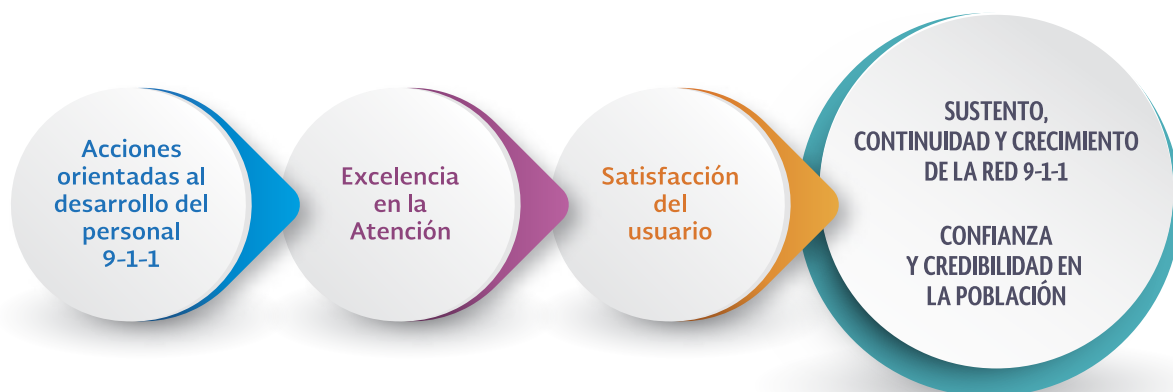 Acciones
orientadas al
desarrollo del
personal
9-1-1
Excelencia
en la
Atención
Satisfacción
del
usuario
SUSTENTO,
CONTINUIDAD Y CRECIMIENTO
DE LA RED 9-1-1
CONFIANZA
Y CREDIBILIDAD EN
LA POBLACIÓN